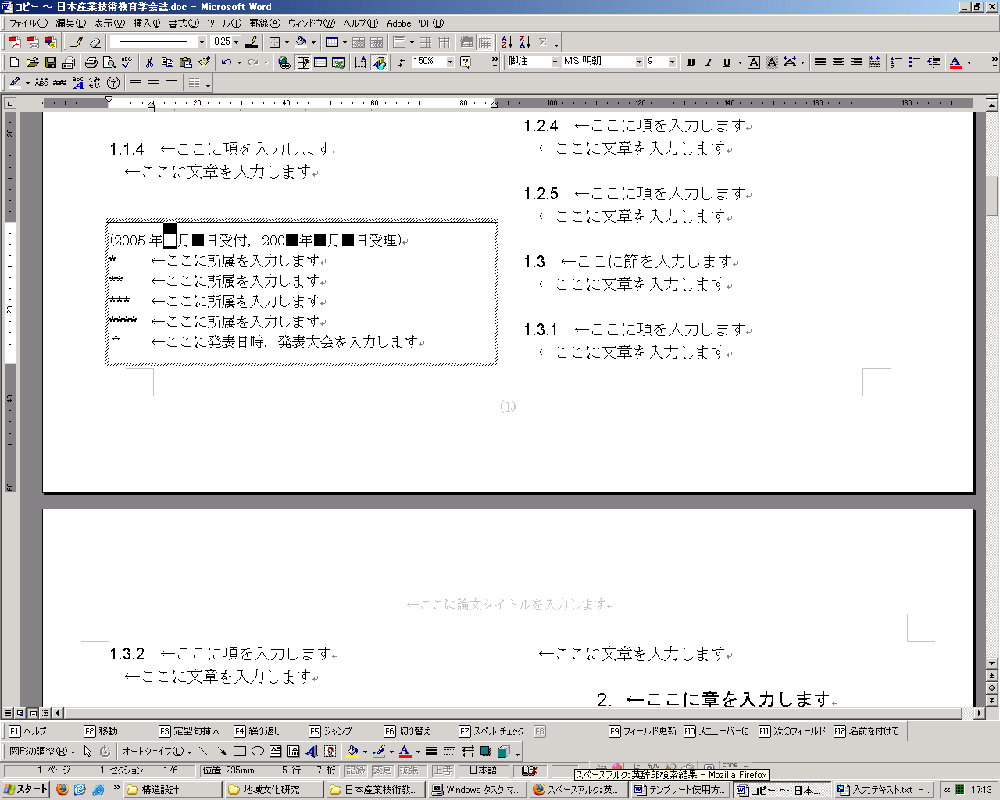 コピー ～ 日本産業技術教育学会誌.doc - Microsoft Word
ファイル(F) 編集(E) 表示(V) 挿入(I) 書式(O) ツール(T) 罫線(A) ウィンドウ(W) ヘルプ(H) Adobe PDF(B)
0.25
150% 脚注 MS 明朝 9 B I U A A A
20 40 60 80 100 120 140 160 180
1.1.4 ←ここに項を入力します
←ここに文章を入力します
(2005 年 月■日受付, 200■年■月■日受理)
* ←ここに所属を入力します
** ←ここに所属を入力します
*** ←ここに所属を入力します
**** ←ここに所属を入力します
† ←ここに発表日時, 発表大会を入力します
1.2.4 ←ここに項を入力します
←ここに文章を入力します
1.2.5 ←ここに項を入力します
←ここに文章を入力します
1.3 ←ここに節を入力します
←ここに文章を入力します
1.3.1 ←ここに項を入力します
←ここに文章を入力します
(1)
←ここに論文タイトルを入力します
1.3.2 ←ここに項を入力します
←ここに文章を入力します
←ここに文章を入力します
2. ←ここに章を入力します
F1 ヘルプ F2 移動 F3 定型句挿入 F4 繰り返し F5 ジャンプ... F6 切り替え F7 スペル チェック... F8 F9 フィールド更新 F10 メニューバーに... F11 次のフィールド F12 名前を付けて...
図形の調整(R) オートシェイプ(U)
1 ページ 1 セクション 1/6 位置 235mm 5 行 7 桁 記録 変更 拡張 上書 日本語
スペースアルク:英辞郎検索結果 - Mozilla Firefox
スタート 構造設計 地域文化研究 日本産業技術教... Windows タスク マ... スペースアルク:英... テンプレート使用方... コピー ～ 日本... 入力テキスト.txt - ... 17:13